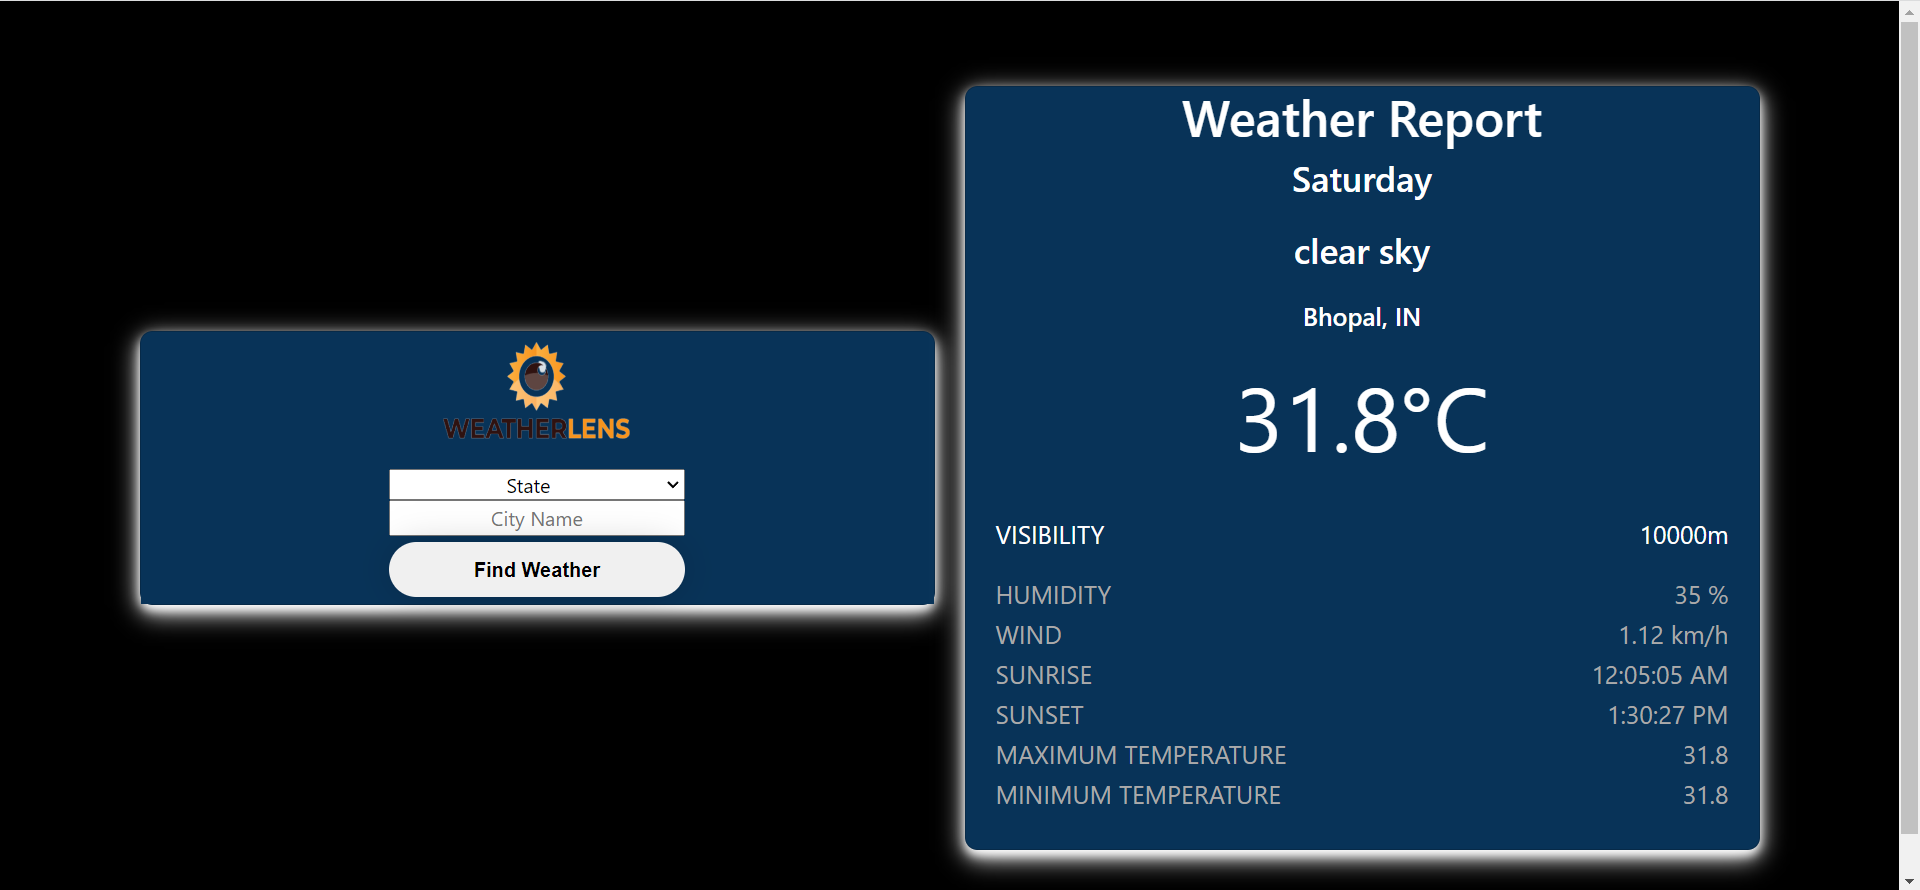 WEATHERLENS
State
City Name
Find Weather
Weather Report
Saturday
clear sky
Bhopal, IN
31.8°C
VISIBILITY 10000m
HUMIDITY 35 %
WIND 1.12 km/h
SUNRISE 12:05:05 AM
SUNSET 1:30:27 PM
MAXIMUM TEMPERATURE 31.8
MINIMUM TEMPERATURE 31.8